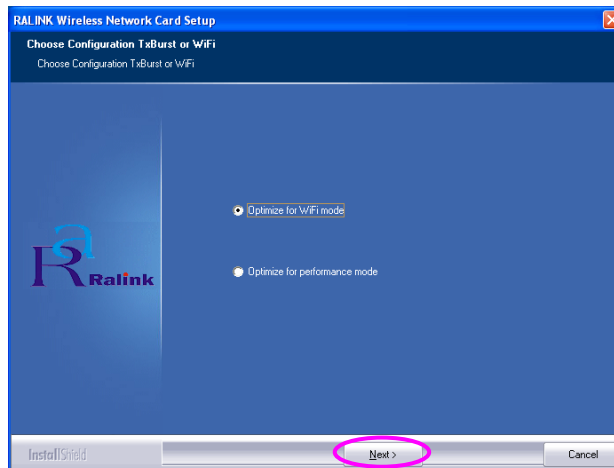 RALINK Wireless Network Card Setup
Choose Configuration TxBurst or WiFi
Choose Configuration TxBurst or WiFi
Optimize for WiFi mode
Optimize for performance mode
Ra
Ralink
InstallShield
Next >
Cancel